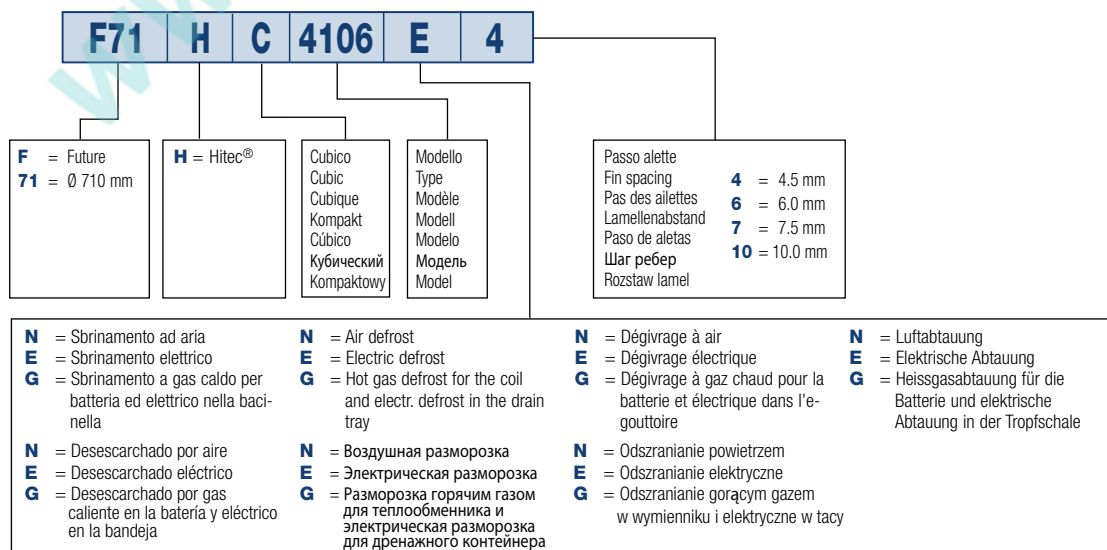 F71 H C 4106 E 4
F = Future
71 = Ø 710 mm
H = Hitec®
Cubico
Cubic
Cubique
Kompakt
Cúbico
Кубический
Kompaktowy
Modello
Type
Modèle
Modell
Modelo
Модель
Model
Passo alette
Fin spacing
Pas des ailettes
Lamellenabstand
Paso de aletas
Шаг ребер
Rozstaw lamel
4 = 4.5 mm
6 = 6.0 mm
7 = 7.5 mm
10 = 10.0 mm
N = Sbrinamento ad aria
E = Sbrinamento elettrico
G = Sbrinamento a gas caldo per
batteria ed elettrico nella baci-
nella
N = Air defrost
E = Electric defrost
G = Hot gas defrost for the coil
and electr. defrost in the drain
tray
N = Dégivrage à air
E = Dégivrage électrique
G = Dégivrage à gaz chaud pour la
batterie et électrique dans l'e-
gouttoire
N = Luftabtauung
E = Elektrische Abtauung
G = Heissgasabtauung für die
Batterie und elektrische
Abtauung in der Tropfschale
N = Desescarchado por aire
E = Desescarchado eléctrico
G = Desescarchado por gas
caliente en la batería y eléctrico
en la bandeja
N = Воздушная разморозка
E = Электрическая разморозка
G = Разморозка горячим газом
для теплообменника и
электрическая разморозка
для дренажного контейнера
N = Odszranianie powietrzem
E = Odszranianie elektryczne
G = Odszranianie gorącym gazem
w wymienniku i elektryczne w tacy